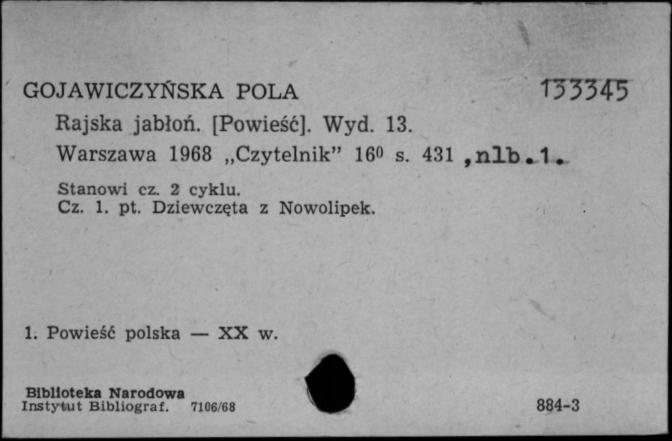 GOJAWICZYŃSKA POLA 133345
Rajska jabłoń. [Powieść]. Wyd. 13.
Warszawa 1968 „Czytelnik” 16⁰ s. 431 ,nlb.1.
Stanowi cz. 2 cyklu.
Cz. 1. pt. Dziewczęta z Nowolipek.
1. Powieść polska — XX w.
Biblioteka Narodowa
Instytut Bibliograf. 7106/68 884-3